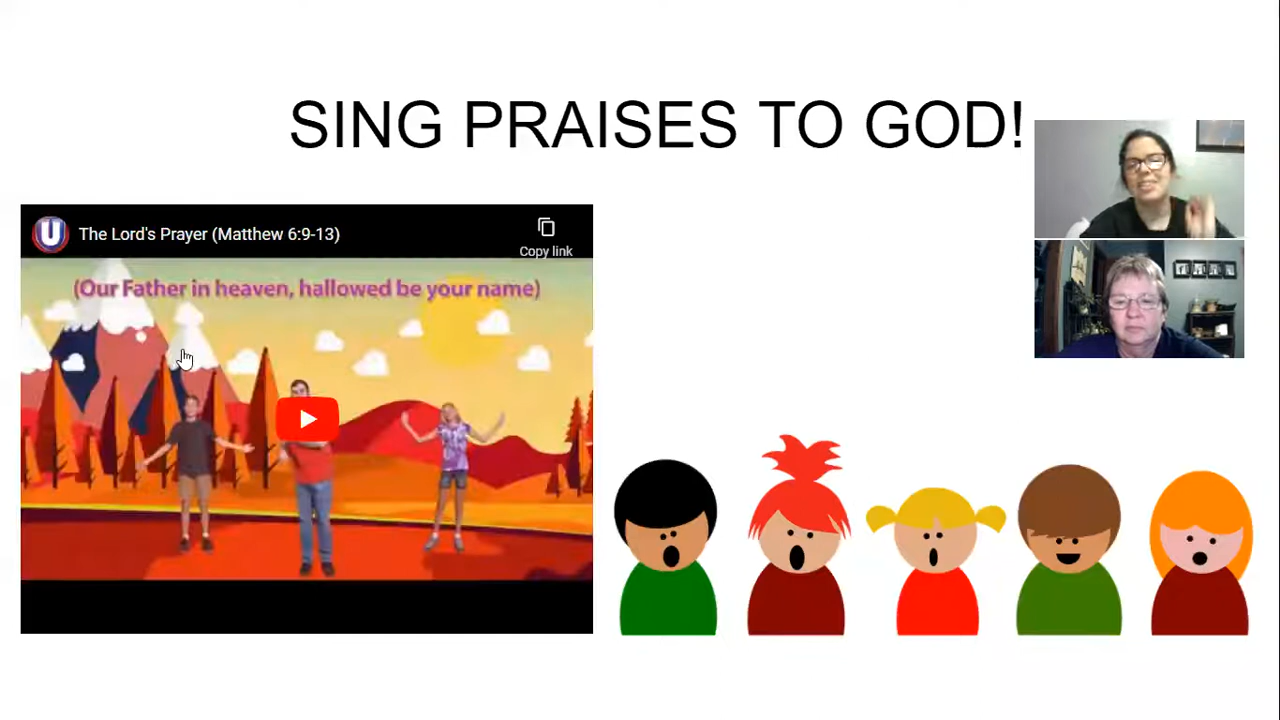 SING PRAISES TO GOD!
U
The Lord's Prayer (Matthew 6:9-13)
Copy link
(Our Father in heaven, hallowed be your name)